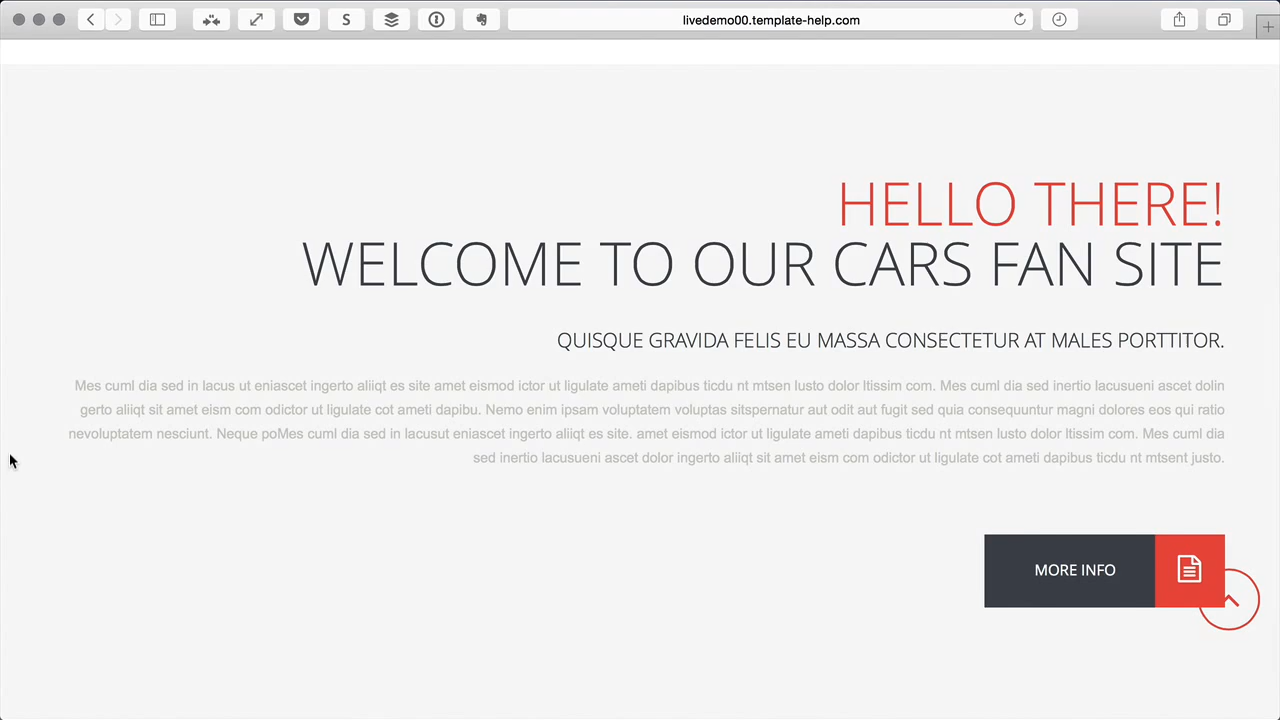 S
livedemo00.template-help.com
HELLO THERE!
WELCOME TO OUR CARS FAN SITE
QUISQUE GRAVIDA FELIS EU MASSA CONSECTETUR AT MALES PORTTITOR.
Mes cuml dia sed in lacus ut eniascet ingerto aliiqt es site amet eismod ictor ut ligulate ameti dapibus ticdu nt mtsen lusto dolor ltissim com. Mes cuml dia sed inertio lacusueni ascet dolin
gerto aliiqt sit amet eism com odictor ut ligulate cot ameti dapibu. Nemo enim ipsam voluptatem voluptas sitspernatur aut odit aut fugit sed quia consequuntur magni dolores eos qui ratio
nevoluptatem nesciunt. Neque poMes cuml dia sed in lacusut eniascet ingerto aliiqt es site. amet eismod ictor ut ligulate ameti dapibus ticdu nt mtsen lusto dolor ltissim com. Mes cuml dia
sed inertio lacusueni ascet dolor ingerto aliiqt sit amet eism com odictor ut ligulate cot ameti dapibus ticdu nt mtsent justo.
MORE INFO